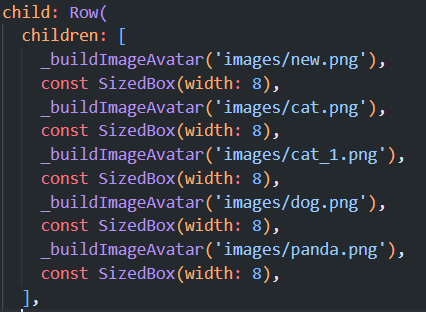 child: Row(
children: [
_buildImageAvatar('images/new.png'),
const SizedBox(width: 8),
_buildImageAvatar('images/cat.png'),
const SizedBox(width: 8),
_buildImageAvatar('images/cat_1.png'),
const SizedBox(width: 8),
_buildImageAvatar('images/dog.png'),
const SizedBox(width: 8),
_buildImageAvatar('images/panda.png'),
const SizedBox(width: 8),
],